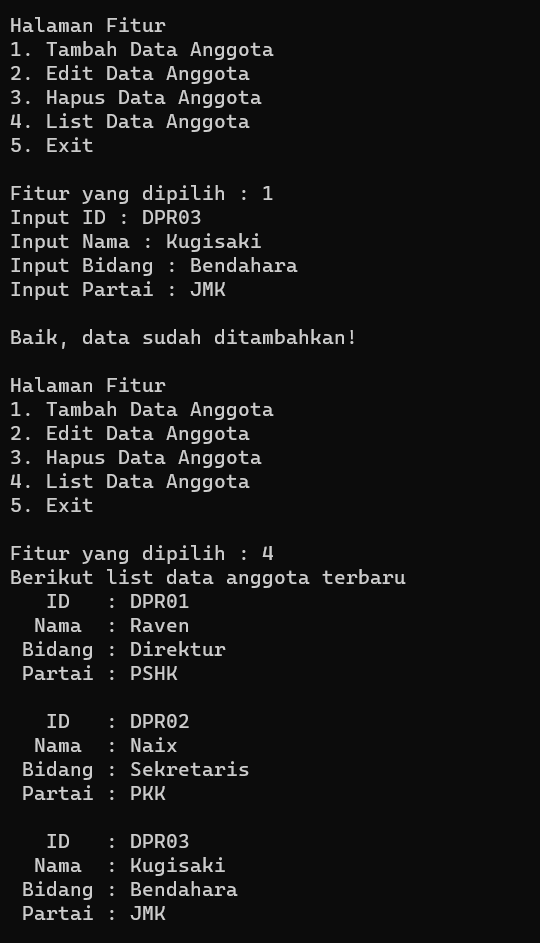 Halaman Fitur
1. Tambah Data Anggota
2. Edit Data Anggota
3. Hapus Data Anggota
4. List Data Anggota
5. Exit

Fitur yang dipilih : 1
Input ID : DPR03
Input Nama : Kugisaki
Input Bidang : Bendahara
Input Partai : JMK

Baik, data sudah ditambahkan!

Halaman Fitur
1. Tambah Data Anggota
2. Edit Data Anggota
3. Hapus Data Anggota
4. List Data Anggota
5. Exit

Fitur yang dipilih : 4
Berikut list data anggota terbaru
   ID   : DPR01
  Nama  : Raven
 Bidang : Direktur
 Partai : PSHK

   ID   : DPR02
  Nama  : Naix
 Bidang : Sekretaris
 Partai : PKK

   ID   : DPR03
  Nama  : Kugisaki
 Bidang : Bendahara
 Partai : JMK